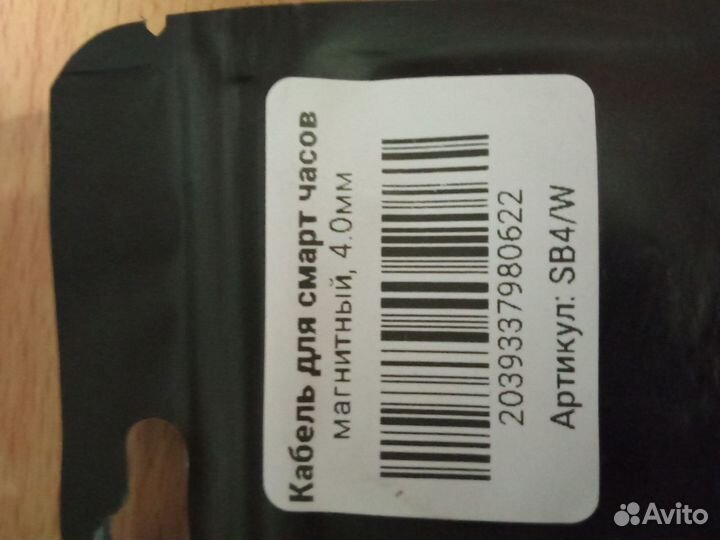 Кабель для смарт часов
магнитный, 4.0мм
2039337980622
Артикул: SB4/W
Avito